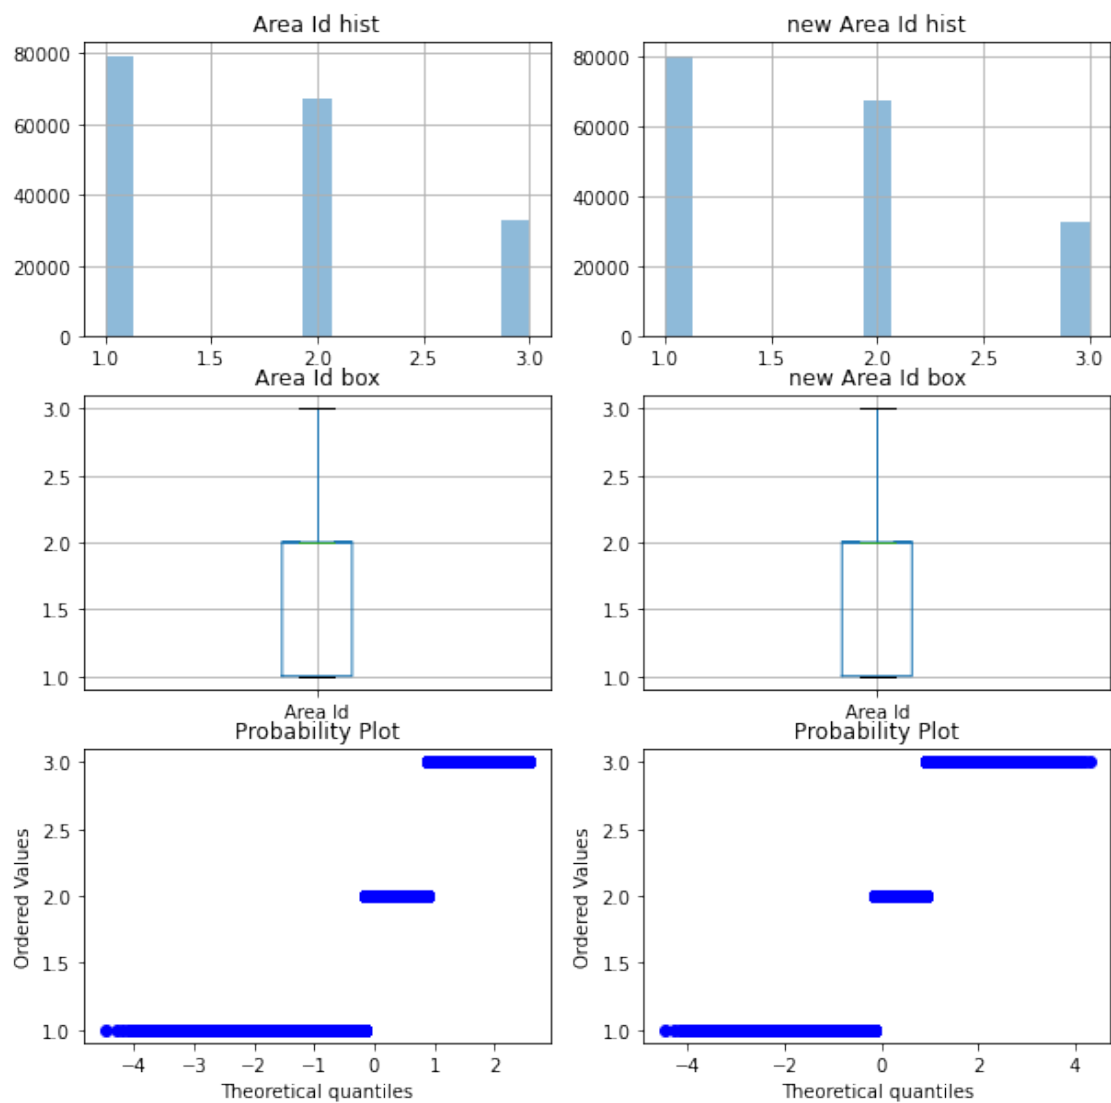 Area Id hist
80000
60000
40000
20000
0
1.0 1.5 2.0 2.5 3.0
new Area Id hist
80000
60000
40000
20000
0
1.0 1.5 2.0 2.5 3.0
Area Id box
3.0
2.5
2.0
1.5
1.0
Area Id
new Area Id box
3.0
2.5
2.0
1.5
1.0
Area Id
Probability Plot
Ordered Values
3.0
2.5
2.0
1.5
1.0
−4 −3 −2 −1 0 1 2
Theoretical quantiles
Probability Plot
Ordered Values
3.0
2.5
2.0
1.5
1.0
−4 −2 0 2 4
Theoretical quantiles